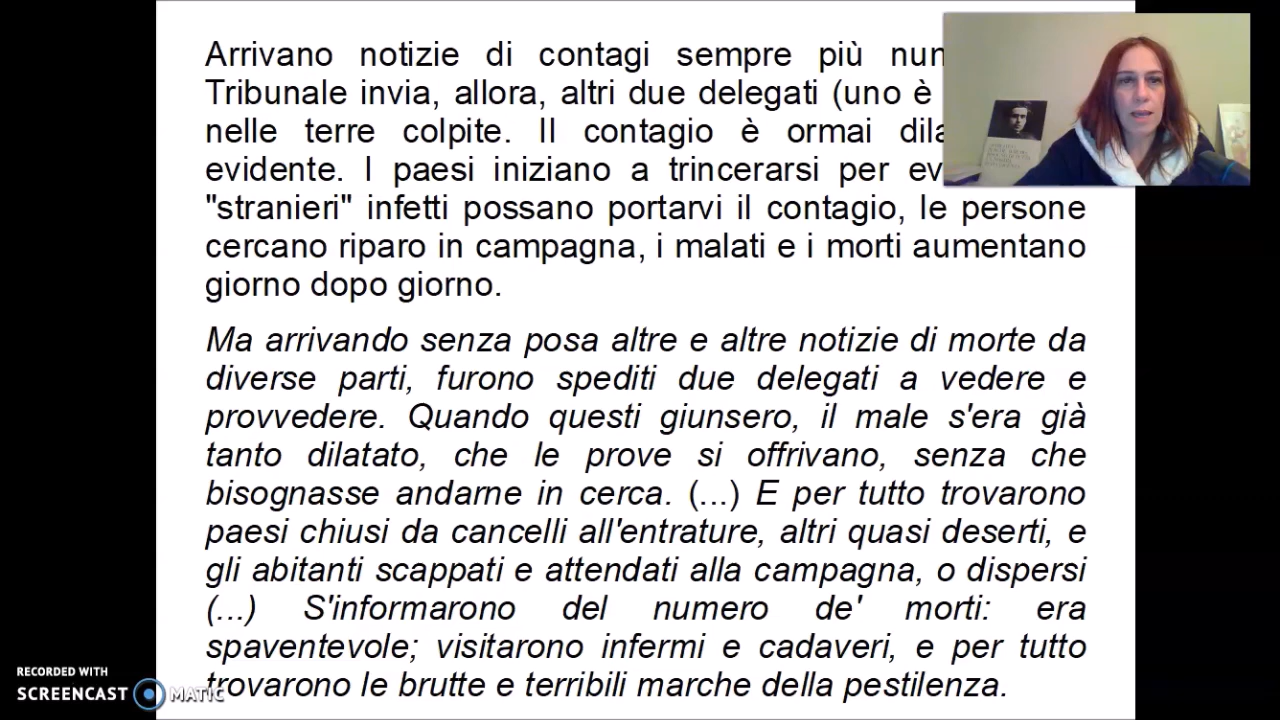 Arrivano notizie di contagi sempre più
Tribunale invia, allora, altri due delegati (uno è
nelle terre colpite. Il contagio è ormai
evidente. I paesi iniziano a trincerarsi per
"stranieri" infetti possano portarvi il contagio, le persone
cercano riparo in campagna, i malati e i morti aumentano
giorno dopo giorno.
Ma arrivando senza posa altre e altre notizie di morte da
diverse parti, furono spediti due delegati a vedere e
provvedere. Quando questi giunsero, il male s'era già
tanto dilatato, che le prove si offrivano, senza che
bisognasse andarne in cerca. (...) E per tutto trovarono
paesi chiusi da cancelli all'entrature, altri quasi deserti, e
gli abitanti scappati e attendati alla campagna, o dispersi
(...) S'informarono del numero de' morti: era
spaventevole; visitarono infermi e cadaveri, e per tutto
trovarono le brutte e terribili marche della pestilenza.
RECORDED WITH
SCREENCAST MATIC